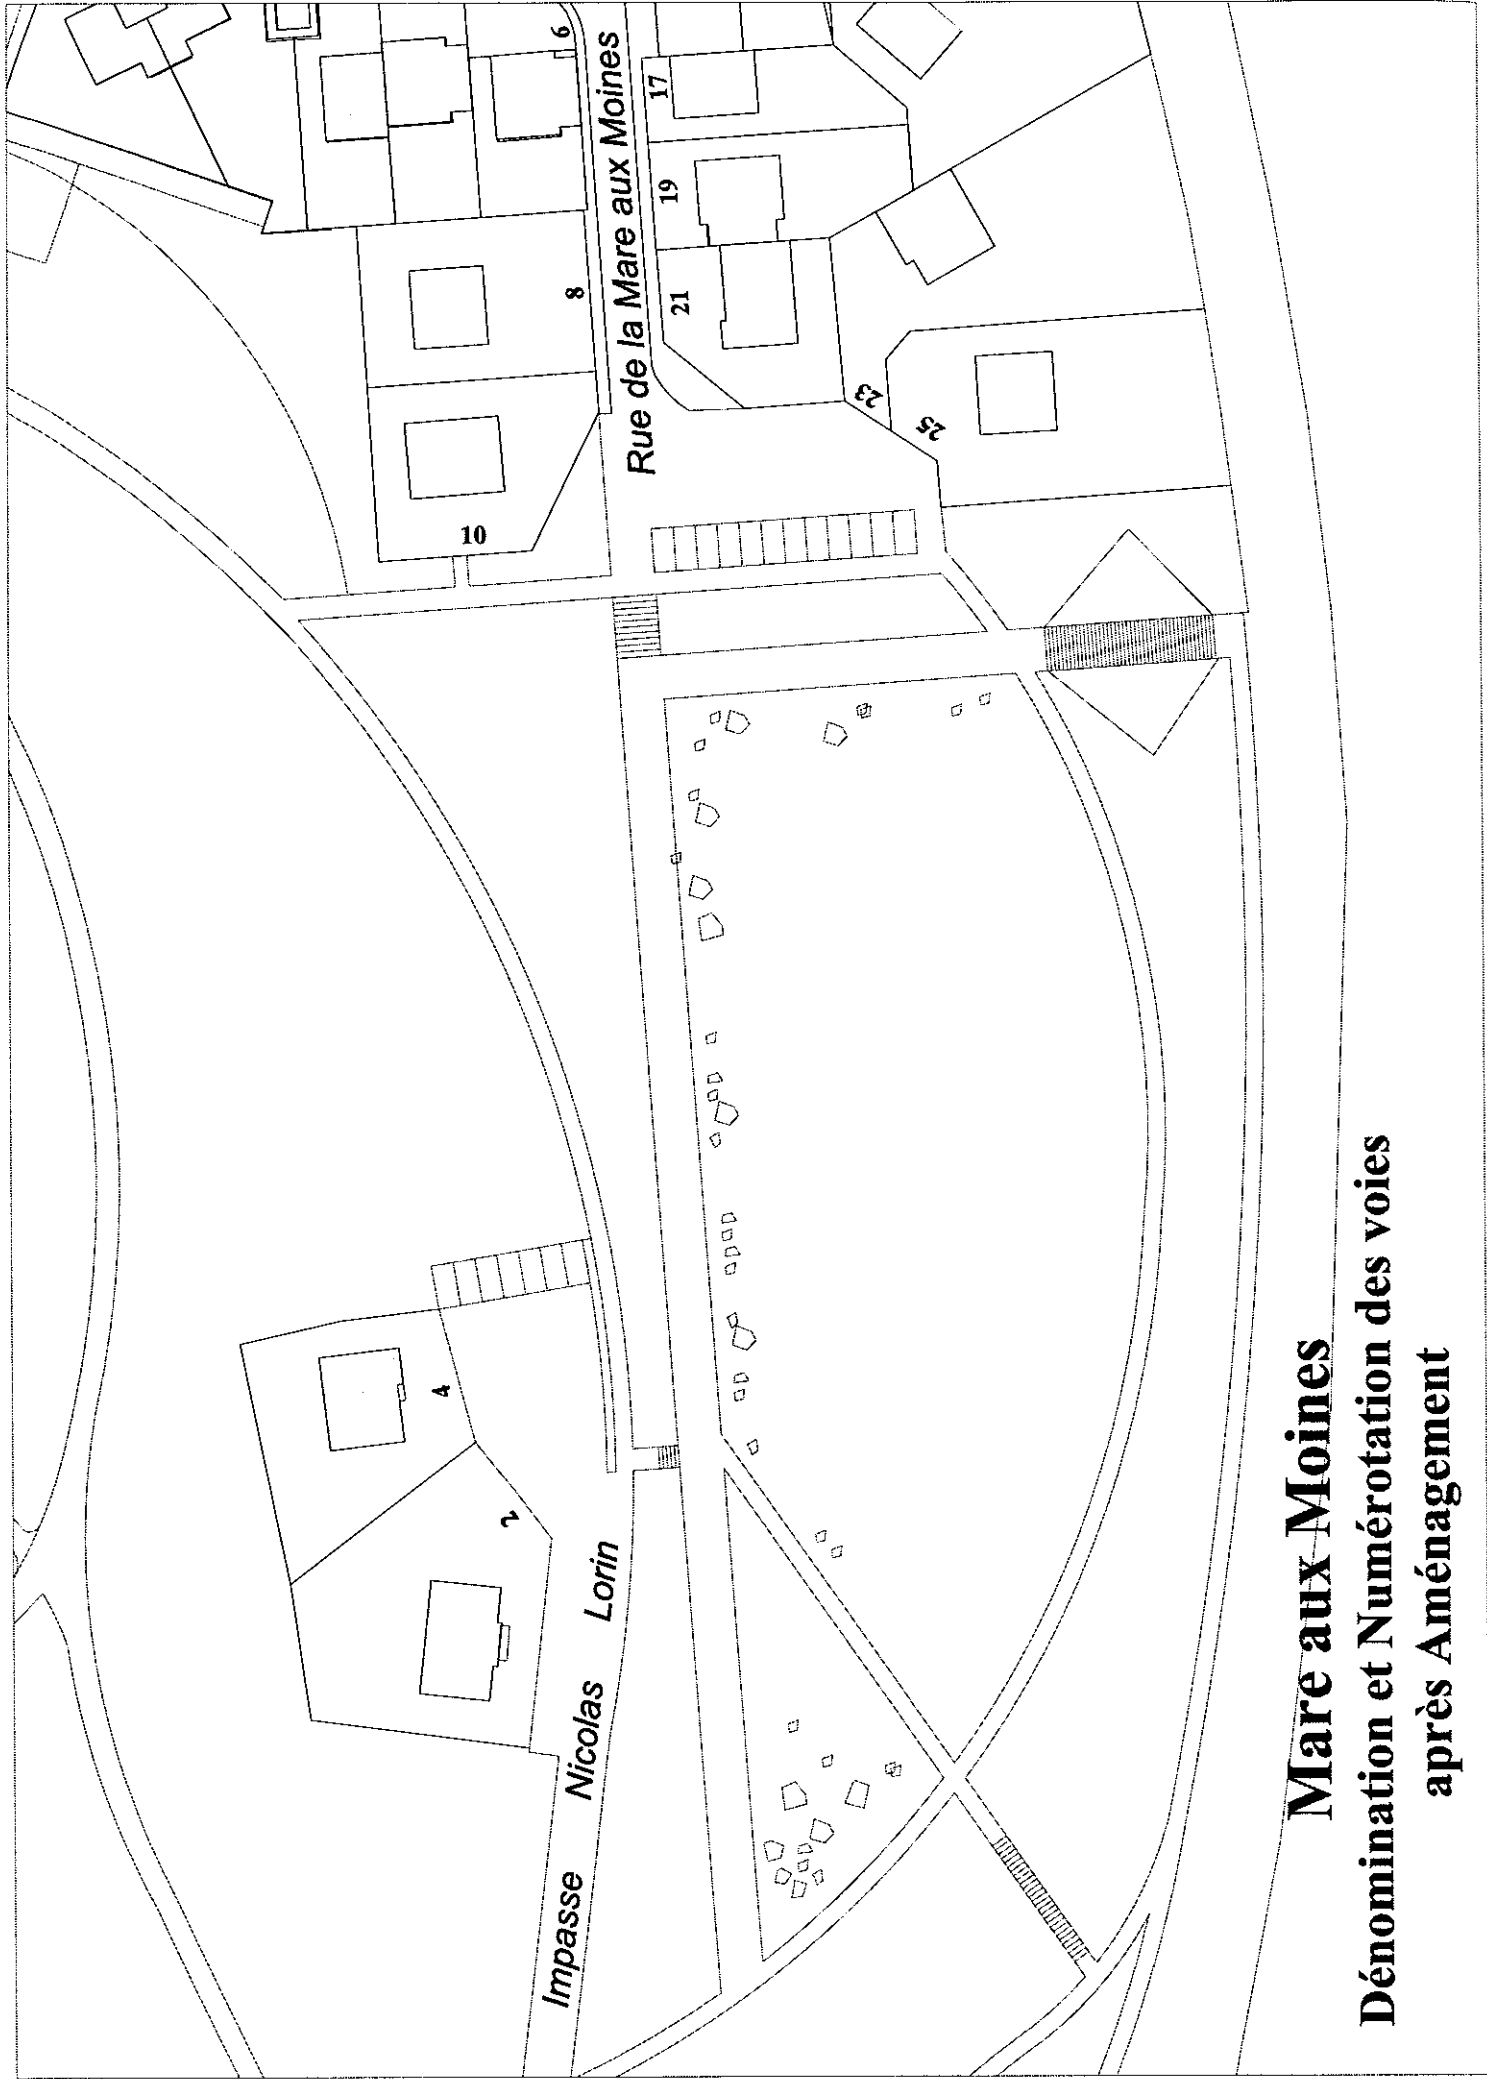 6
Rue de la Mare aux Moines
17
19
8
21
23
25
10
4
2
Impasse Nicolas Lorin
Mare aux Moines
Dénomination et Numérotation des voies
après Aménagement